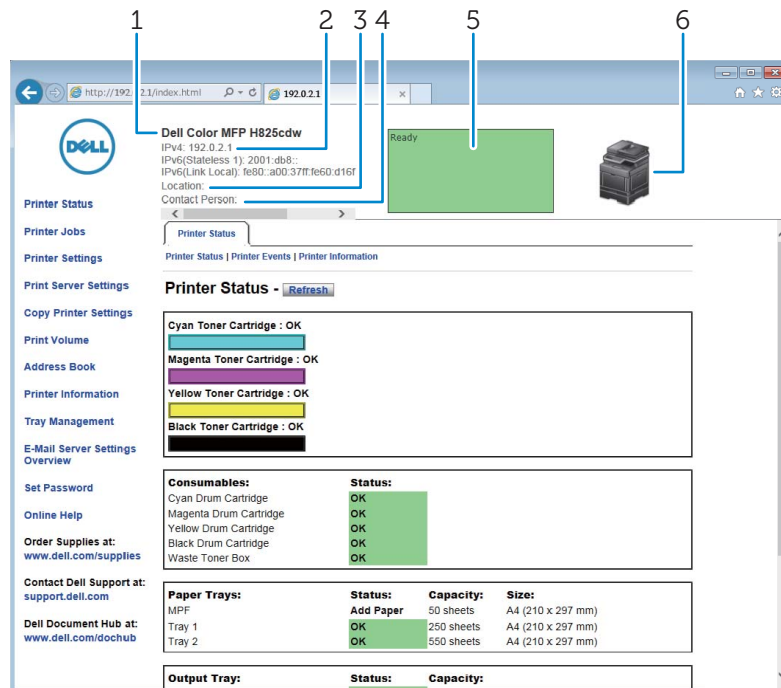 1 2 3 4 5 6
http://192.0.2.1/index.html
192.0.2.1
DELL
Dell Color MFP H825cdw
IPv4: 192.0.2.1
IPv6(Stateless 1): 2001:db8::
IPv6(Link Local): fe80::a00:37ff:fe60:d16f
Location:
Contact Person:
Ready
Printer Status
Printer Jobs
Printer Settings
Print Server Settings
Copy Printer Settings
Print Volume
Address Book
Printer Information
Tray Management
E-Mail Server Settings
Overview
Set Password
Online Help
Order Supplies at:
www.dell.com/supplies
Contact Dell Support at:
support.dell.com
Dell Document Hub at:
www.dell.com/dochub
Printer Status
Printer Status | Printer Events | Printer Information
Printer Status - Refresh
Cyan Toner Cartridge : OK
Magenta Toner Cartridge : OK
Yellow Toner Cartridge : OK
Black Toner Cartridge : OK
Consumables: Status:
Cyan Drum Cartridge OK
Magenta Drum Cartridge OK
Yellow Drum Cartridge OK
Black Drum Cartridge OK
Waste Toner Box OK
Paper Trays: Status: Capacity: Size:
MPF Add Paper 50 sheets A4 (210 x 297 mm)
Tray 1 OK 250 sheets A4 (210 x 297 mm)
Tray 2 OK 550 sheets A4 (210 x 297 mm)
Output Tray: Status: Capacity: